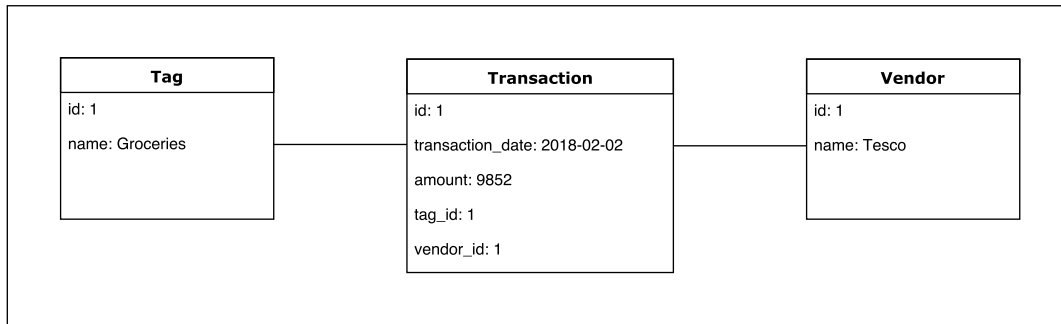 Tag
id: 1
name: Groceries
Transaction
id: 1
transaction_date: 2018-02-02
amount: 9852
tag_id: 1
vendor_id: 1
Vendor
id: 1
name: Tesco